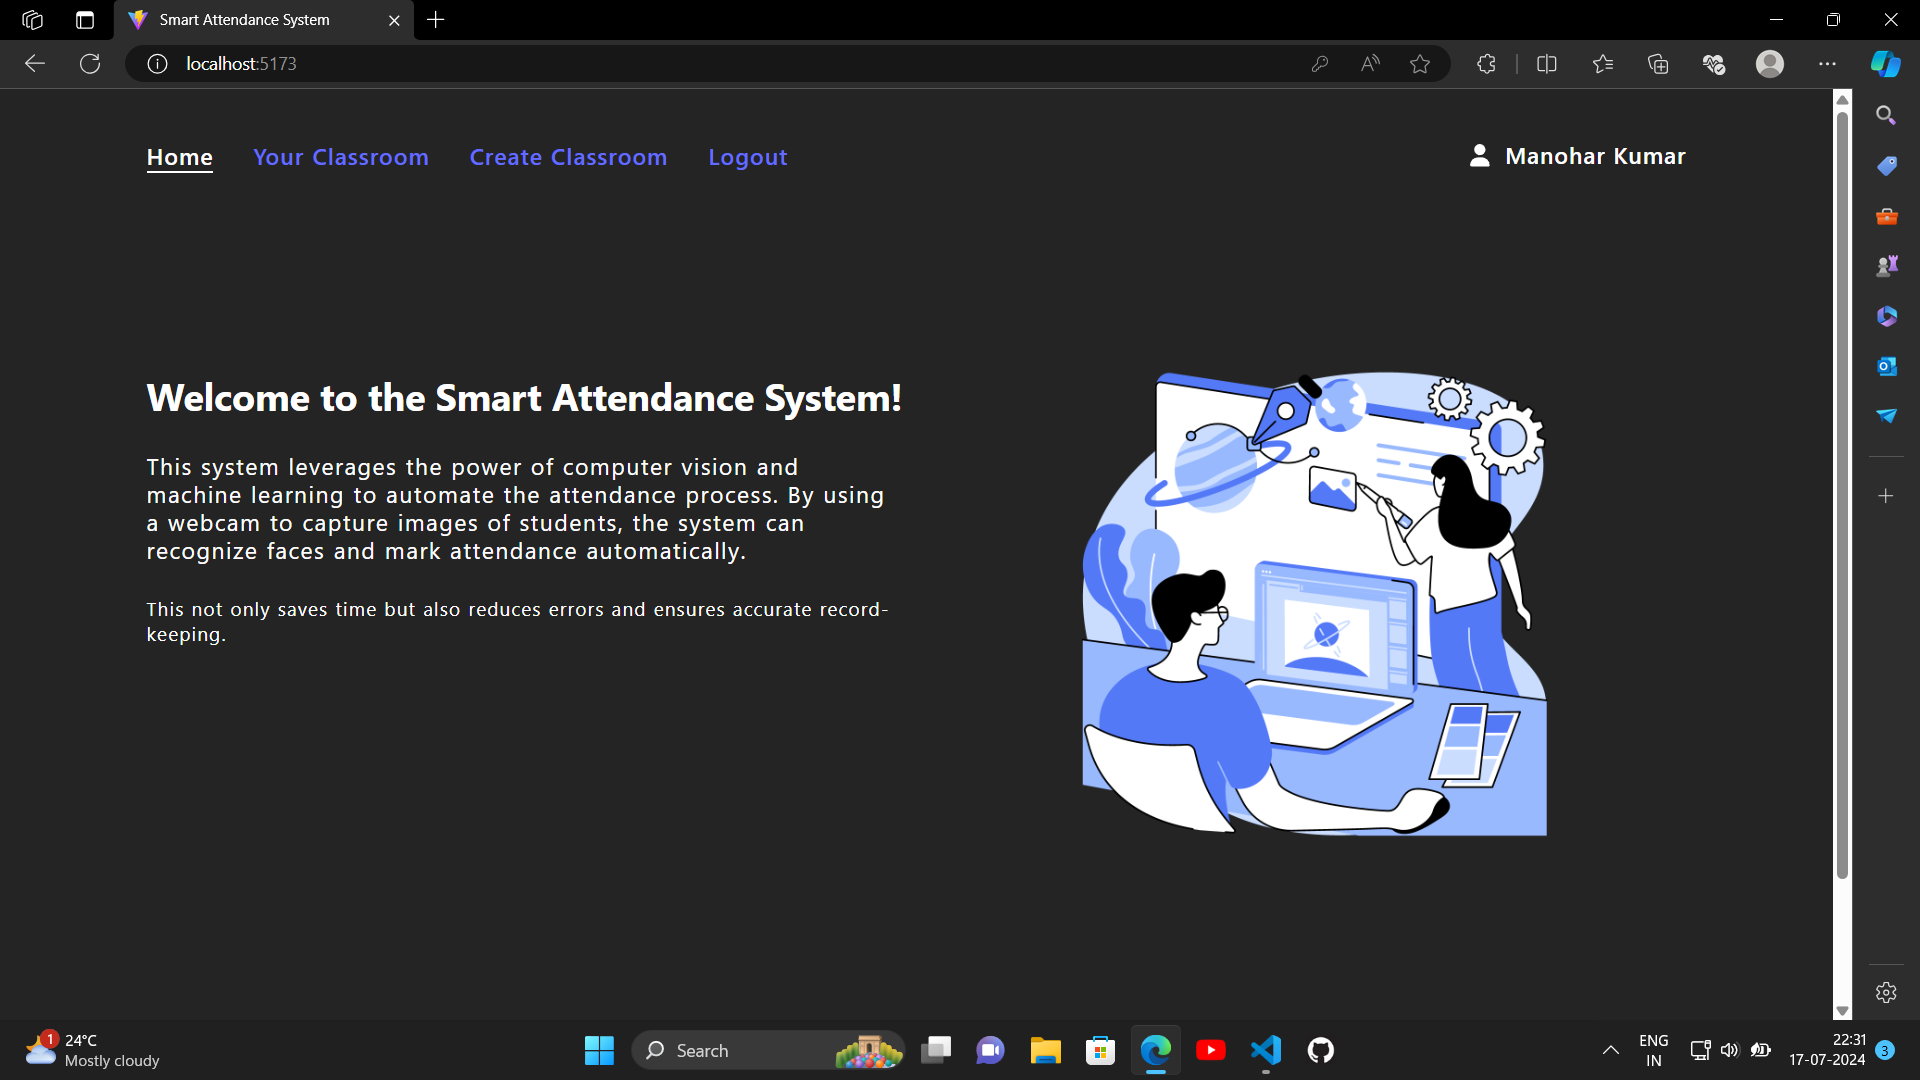 Smart Attendance System
localhost:5173
Home Your Classroom Create Classroom Logout Manohar Kumar
Welcome to the Smart Attendance System!
This system leverages the power of computer vision and
machine learning to automate the attendance process. By using
a webcam to capture images of students, the system can
recognize faces and mark attendance automatically.
This not only saves time but also reduces errors and ensures accurate record-
keeping.
1
24°C
Mostly cloudy
Search
ENG
IN
22:31
17-07-2024
3